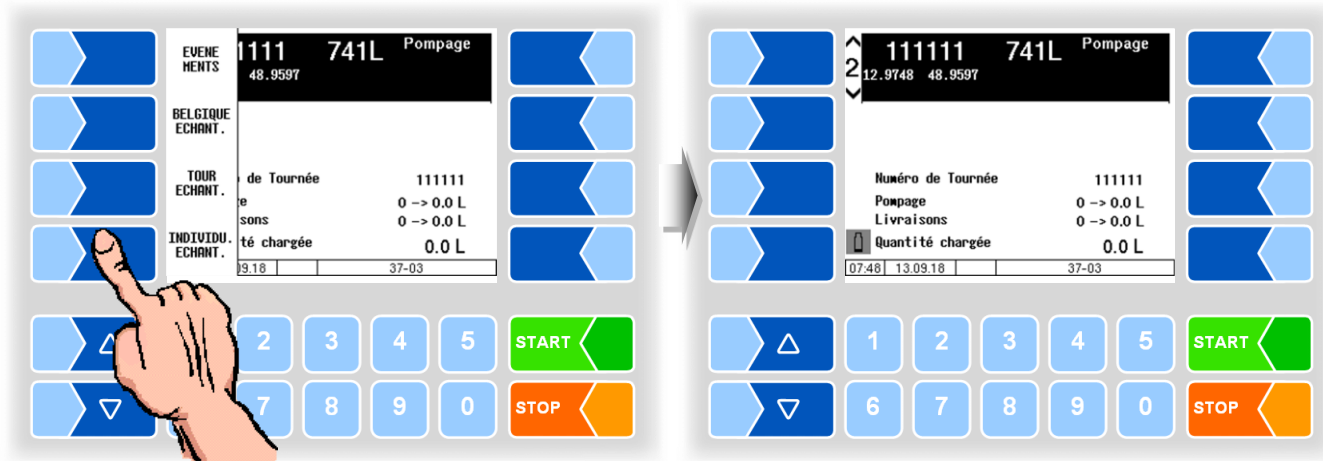 EVENE
MENTS
1111 741L Pompage
48.9597
BELGIQUE
ECHANT.
TOUR
ECHANT.
de Tournée 111111
e 0 -> 0.0 L
sons 0 -> 0.0 L
INDIVIDU.
ECHANT.
té chargée 0.0 L
09.18 37-03
2 3 4 5 START
7 8 9 0 STOP
111111 741L Pompage
2 12.9748 48.9597
Numéro de Tournée 111111
Pompage 0 -> 0.0 L
Livraisons 0 -> 0.0 L
Quantité chargée 0.0 L
07:48 13.09.18 37-03
1 2 3 4 5 START
6 7 8 9 0 STOP